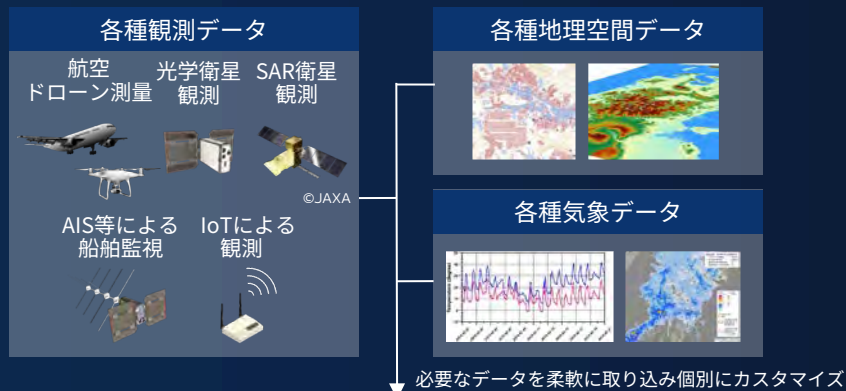 各種観測データ
航空
ドローン測量
光学衛星
観測
SAR衛星
観測
©JAXA
AIS等による
船舶監視
IoTによる
観測
各種地理空間データ
各種気象データ
必要なデータを柔軟に取り込み個別にカスタマイズ